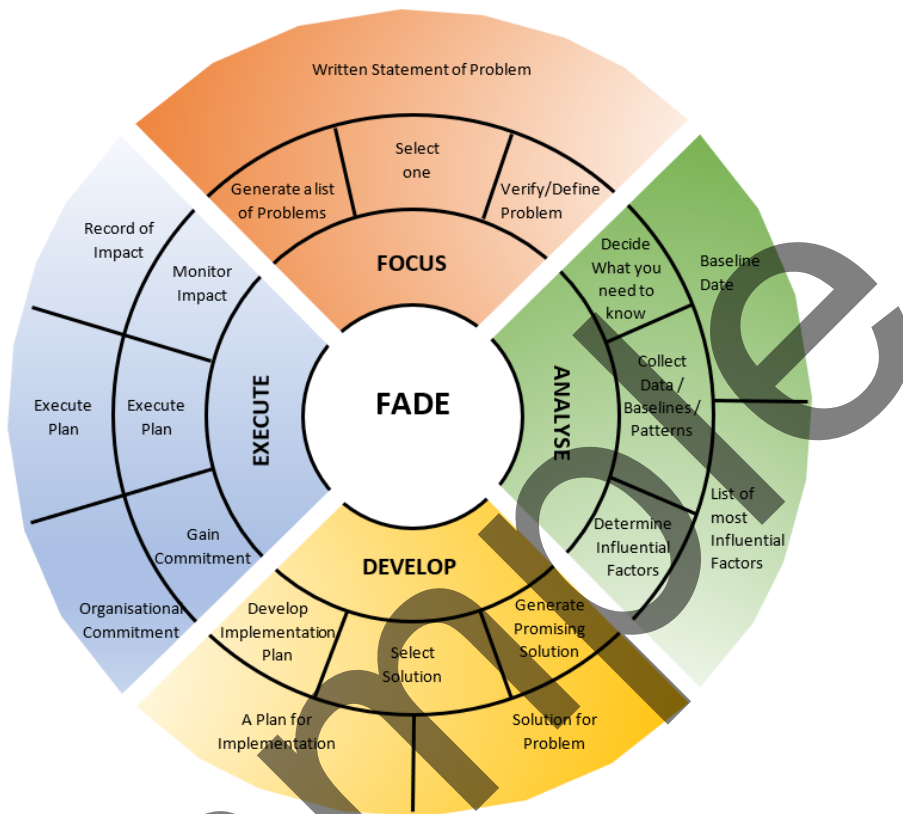 Written Statement of Problem
Generate a list
of Problems
Select
one
Verify/Define
Problem
FOCUS
Decide
What you
need to
know
Baseline
Date
Collect
Data /
Baselines /
Patterns
ANALYSE
Determine
Influential
Factors
List of
most
Influential
Factors
FADE
DEVELOP
Generate
Promising
Solution
Select
Solution
Develop
Implementation
Plan
Solution for
Problem
A Plan for
Implementation
EXECUTE
Gain
Commitment
Execute
Plan
Monitor
Impact
Organisational
Commitment
Execute
Plan
Record of
Impact